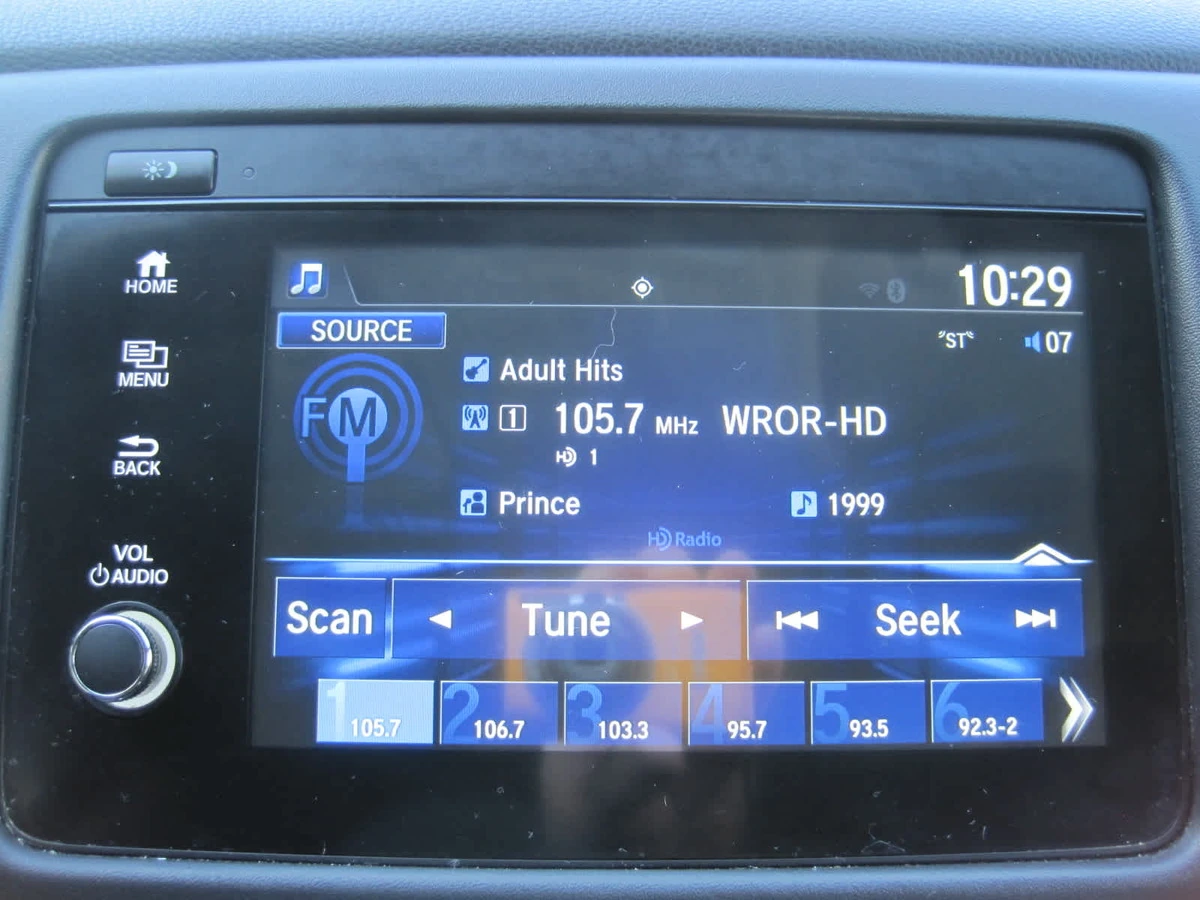 HOME
MENU
BACK
VOL
AUDIO
10:29
SOURCE
"ST"
07
FM
Adult Hits
1 105.7 MHz WROR-HD
HD 1
Prince
1999
HD Radio
Scan
Tune
Seek
1 105.7
2 106.7
3 103.3
4 95.7
5 93.5
6 92.3-2